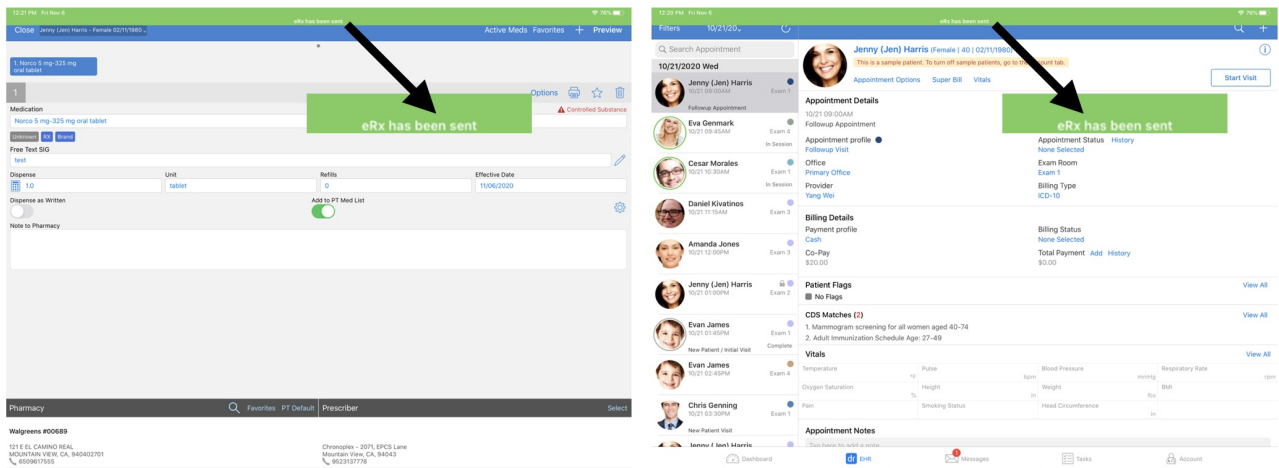 12:21 PM Fri Nov 6
76%
eRx has been sent
Close Jenny (Jen) Harris - Female 02/11/1980
Active Meds Favorites + Preview
1. Norco 5 mg-325 mg
oral tablet
1
Options
Medication
Controlled Substance
Norco 5 mg-325 mg oral tablet
eRx has been sent
Unknown RX Brand
Free Text SIG
test
Dispense Unit Refills Effective Date
1.0 tablet 0 11/06/2020
Dispense as Written Add to PT Med List
Note to Pharmacy
Pharmacy Favorites PT Default Prescriber Select
Walgreens #00689
121 E EL CAMINO REAL
MOUNTAIN VIEW, CA, 940402701
6509617555
Chronoplex - 2071, EPCS Lane
Mountain View, CA, 94043
9523137776
12:20 PM Fri Nov 6
76%
eRx has been sent
Filters 10/21/20
Search Appointment
10/21/2020 Wed
Jenny (Jen) Harris
10/21 09:00AM Exam 1
Followup Appointment
Eva Genmark
10/21 09:45AM Exam 4
In Session
Cesar Morales
10/21 10:30AM Exam 1
In Session
Daniel Kivatinos
10/21 11:15AM Exam 3
Amanda Jones
10/21 12:00PM Exam 3
Jenny (Jen) Harris
10/21 01:00PM Exam 2
Evan James
10/21 01:45PM Exam 1
New Patient / Initial Visit Complete
Evan James
10/21 02:45PM Exam 4
Chris Genning
10/21 03:30PM Exam 1
New Patient Visit
Jenny (Jen) Harris
Jenny (Jen) Harris (Female | 40 | 02/11/1980)
This is a sample patient. To turn off sample patients, go to the account tab.
Appointment Options Super Bill Vitals
Start Visit
Appointment Details
10/21 09:00AM
Followup Appointment
eRx has been sent
Appointment profile
Followup Visit
Appointment Status History
None Selected
Office
Primary Office
Exam Room
Exam 1
Provider
Yang Wei
Billing Type
ICD-10
Billing Details
Payment profile
Cash
Billing Status
None Selected
Co-Pay
$20.00
Total Payment Add History
$0.00
Patient Flags View All
No Flags
CDS Matches (2) View All
1. Mammogram screening for all women aged 40-74
2. Adult Immunization Schedule Age: 27-49
Vitals View All
Temperature Pulse Blood Pressure Respiratory Rate
°F bpm mmHg rpm
Oxygen Saturation Height Weight BMI
% in lbs
Pain Smoking Status Head Circumference
in
Appointment Notes
Tap here to add a note
Dashboard dr EHR Messages Tasks Account